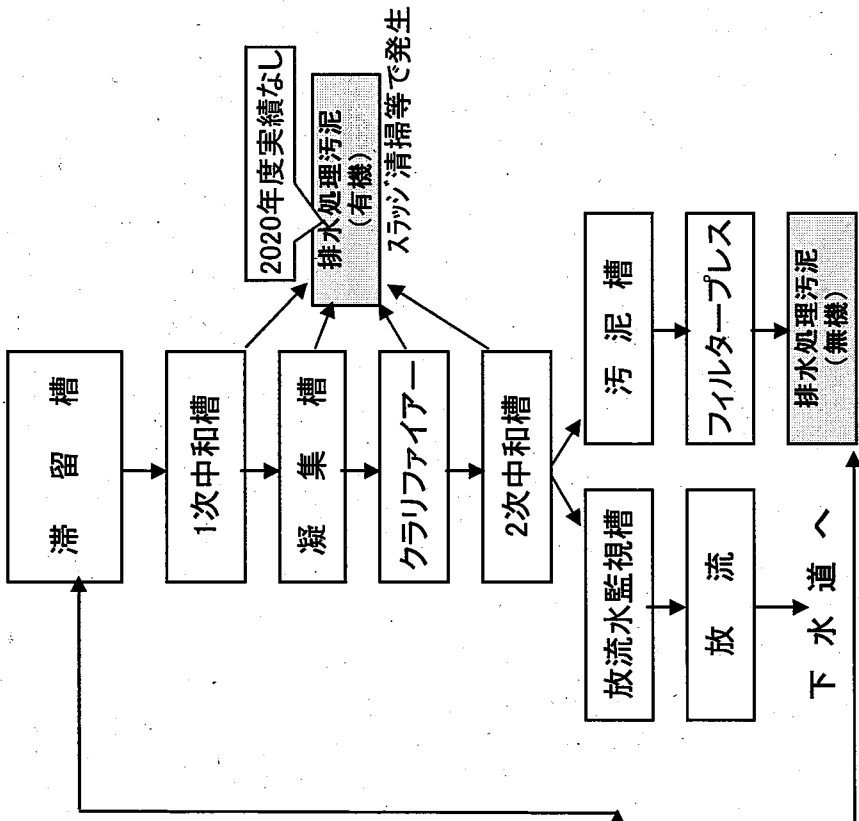 滞留槽
1次中和槽
凝集槽
クラリファイアー
2次中和槽
2020年度実績なし
排水処理汚泥
（有機）
スラッジ清掃等で発生
放流水監視槽
放流
下水道へ
汚泥槽
フィルタープレス
排水処理汚泥
（無機）